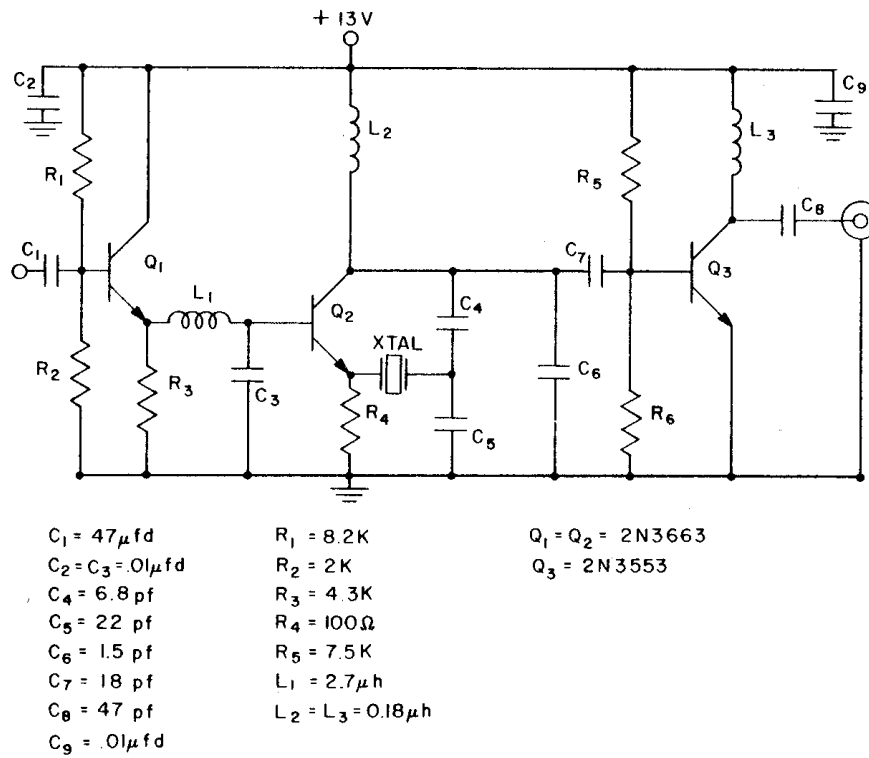 + 13V
C2
C9
R1
L2
R5
L3
C8
C1
Q1
C7
Q3
L1
Q2
C4
XTAL
R2
R3
C3
R4
C5
C6
R6
C1 = 47μfd
C2 = C3 = .01μfd
C4 = 6.8 pf
C5 = 22 pf
C6 = 1.5 pf
C7 = 18 pf
C8 = 47 pf
C9 = .01μfd
R1 = 8.2K
R2 = 2K
R3 = 4.3K
R4 = 100Ω
R5 = 7.5K
L1 = 2.7μh
L2 = L3 = 0.18μh
Q1 = Q2 = 2N3663
Q3 = 2N3553